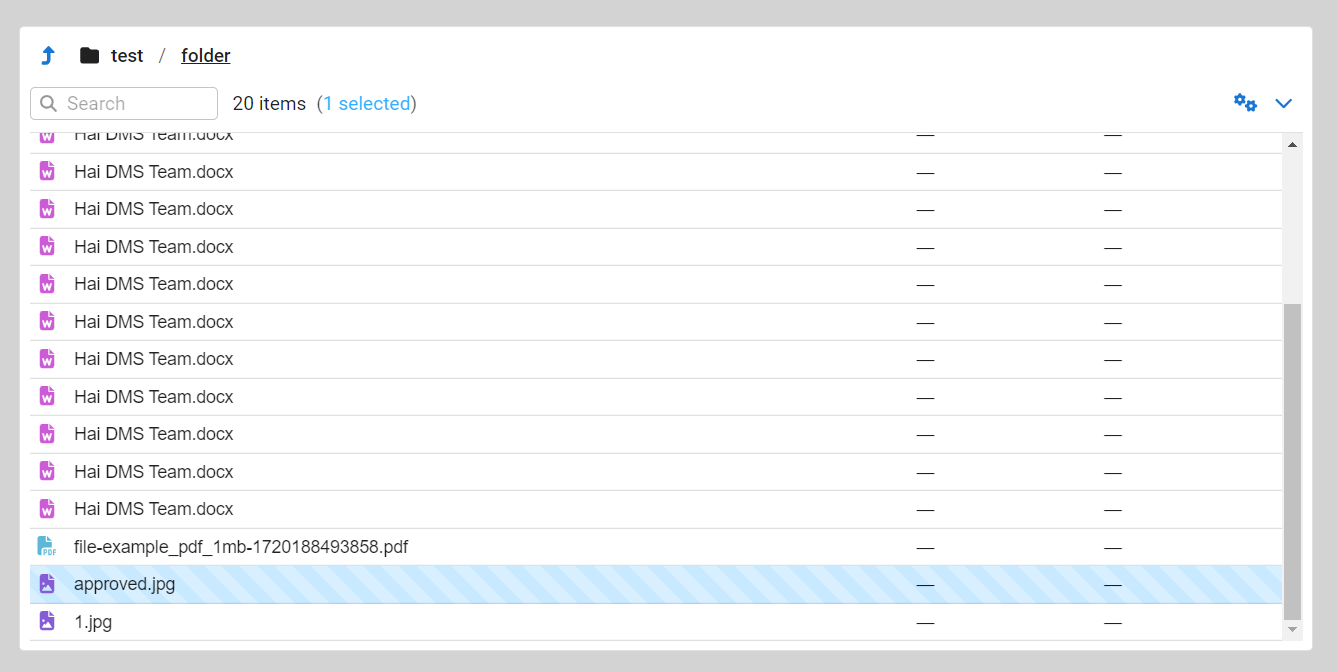 test / folder
Search 20 items (1 selected)
Hai DMS Team.docx — —
Hai DMS Team.docx — —
Hai DMS Team.docx — —
Hai DMS Team.docx — —
Hai DMS Team.docx — —
Hai DMS Team.docx — —
Hai DMS Team.docx — —
Hai DMS Team.docx — —
Hai DMS Team.docx — —
Hai DMS Team.docx — —
Hai DMS Team.docx — —
file-example_pdf_1mb-1720188493858.pdf — —
approved.jpg — —
1.jpg — —